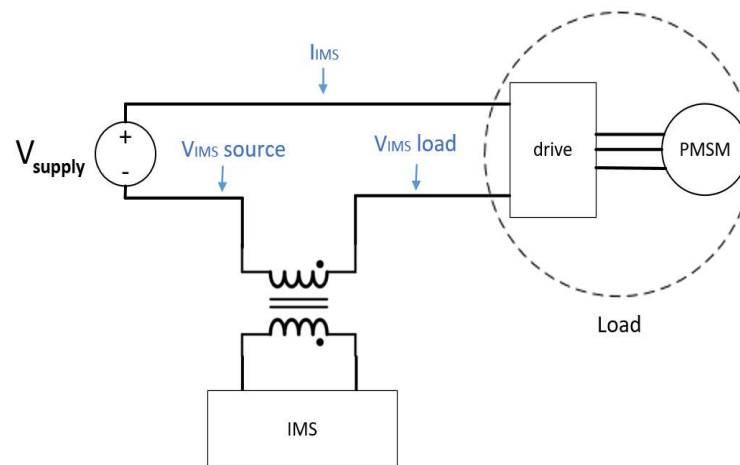 IIMS
VIMS source
VIMS load
Vsupply
+
-
drive
PMSM
Load
IMS